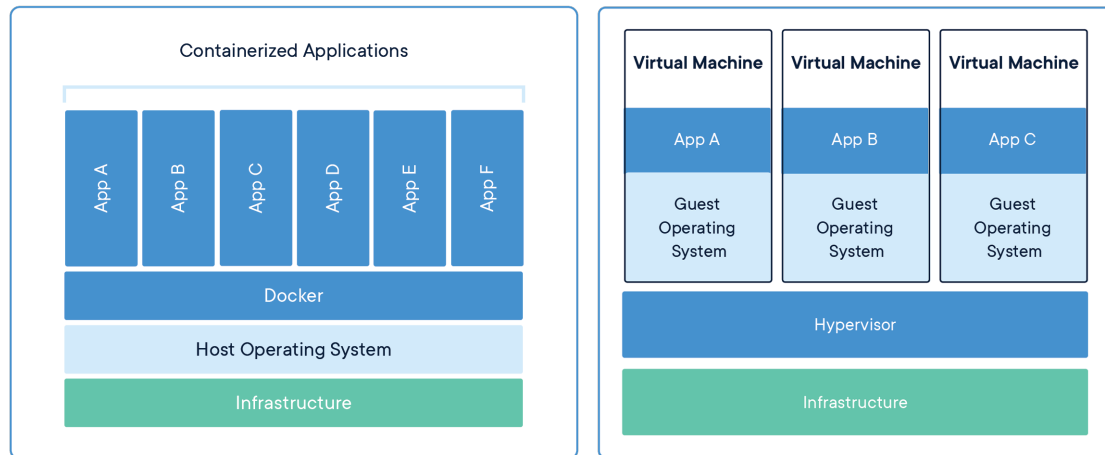 Containerized Applications
App A
App B
App C
App D
App E
App F
Docker
Host Operating System
Infrastructure
Virtual Machine
App A
Guest
Operating
System
Virtual Machine
App B
Guest
Operating
System
Virtual Machine
App C
Guest
Operating
System
Hypervisor
Infrastructure